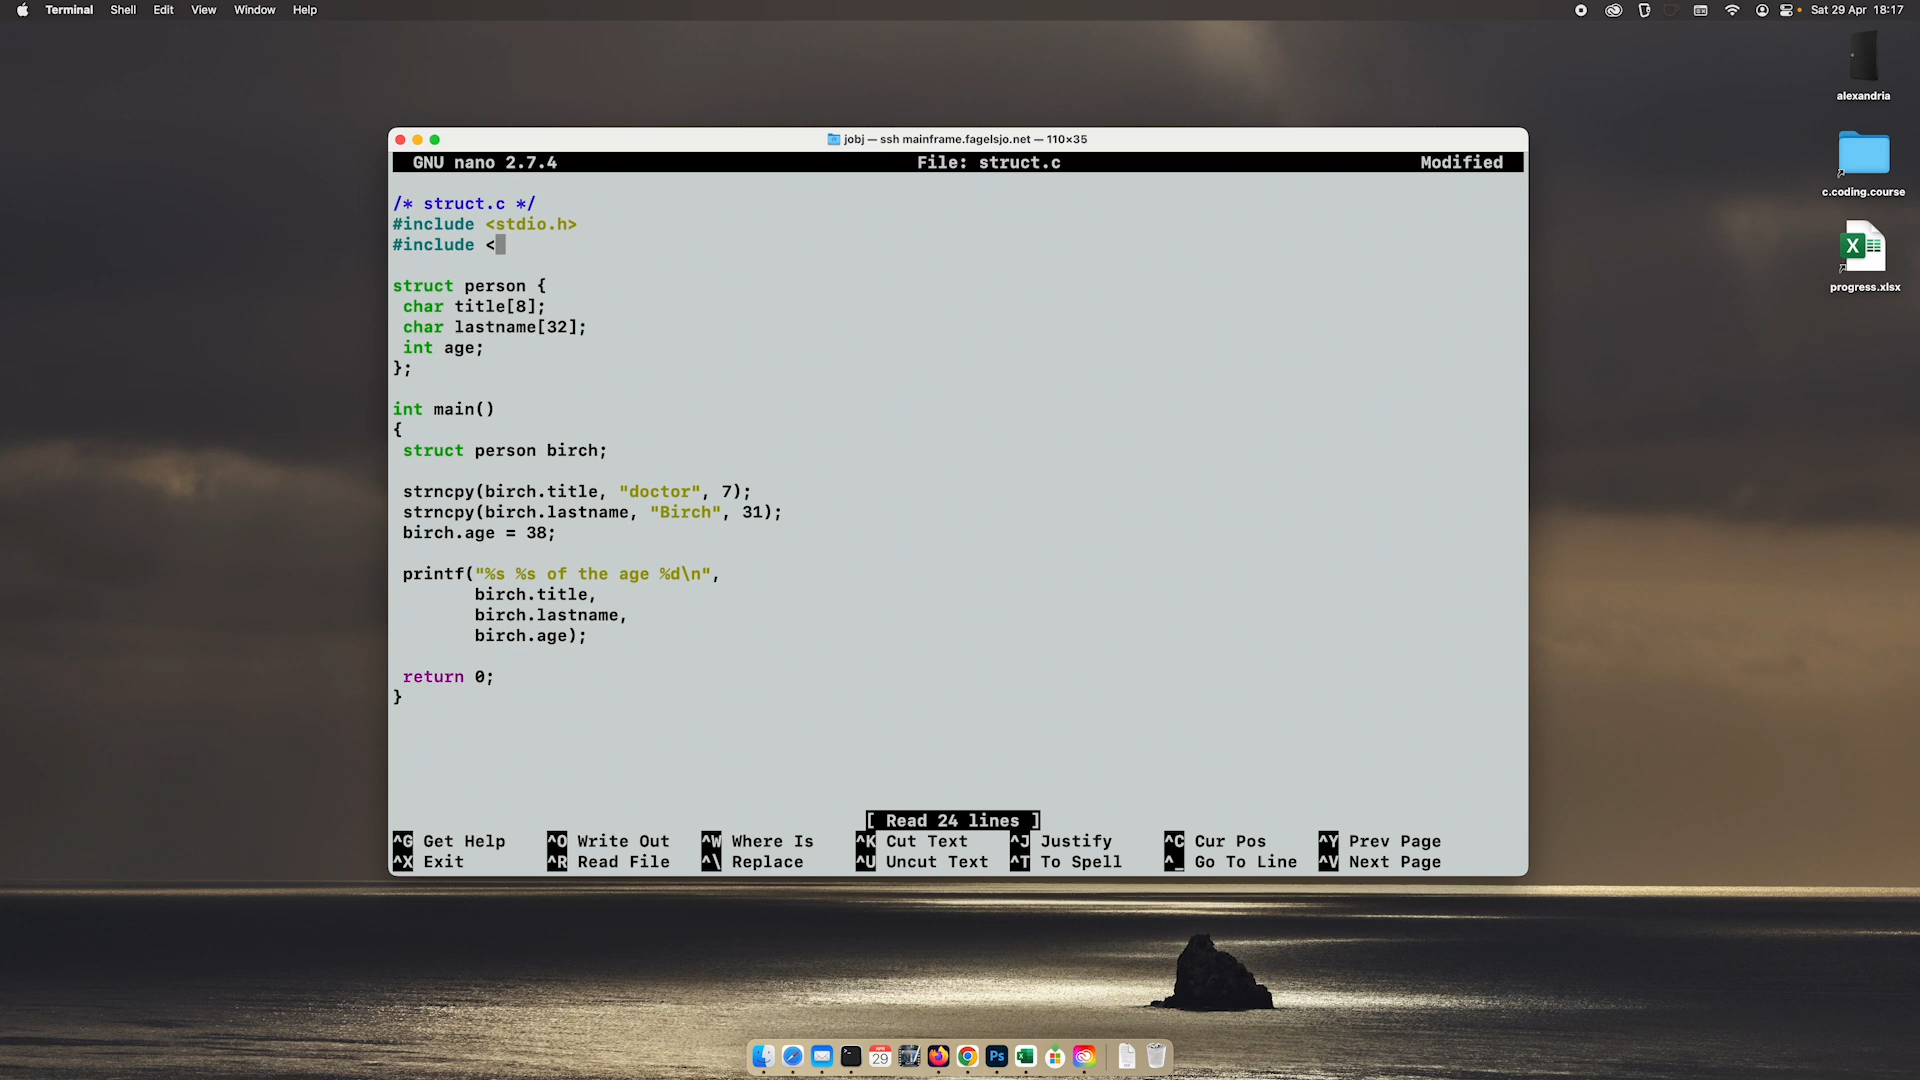 Terminal Shell Edit View Window Help Sat 29 Apr 18:17
alexandria
c.coding.course
progress.xlsx
jobj — ssh mainframe.fagelsjo.net — 110×35
GNU nano 2.7.4 File: struct.c Modified
/* struct.c */
#include <stdio.h>
#include <
struct person {
char title[8];
char lastname[32];
int age;
};
int main()
{
struct person birch;
strncpy(birch.title, "doctor", 7);
strncpy(birch.lastname, "Birch", 31);
birch.age = 38;
printf("%s %s of the age %d\n",
birch.title,
birch.lastname,
birch.age);
return 0;
}
[ Read 24 lines ]
^G Get Help ^O Write Out ^W Where Is ^K Cut Text ^J Justify ^C Cur Pos ^Y Prev Page
^X Exit ^R Read File ^\ Replace ^U Uncut Text ^T To Spell ^_ Go To Line ^V Next Page
29
Ps